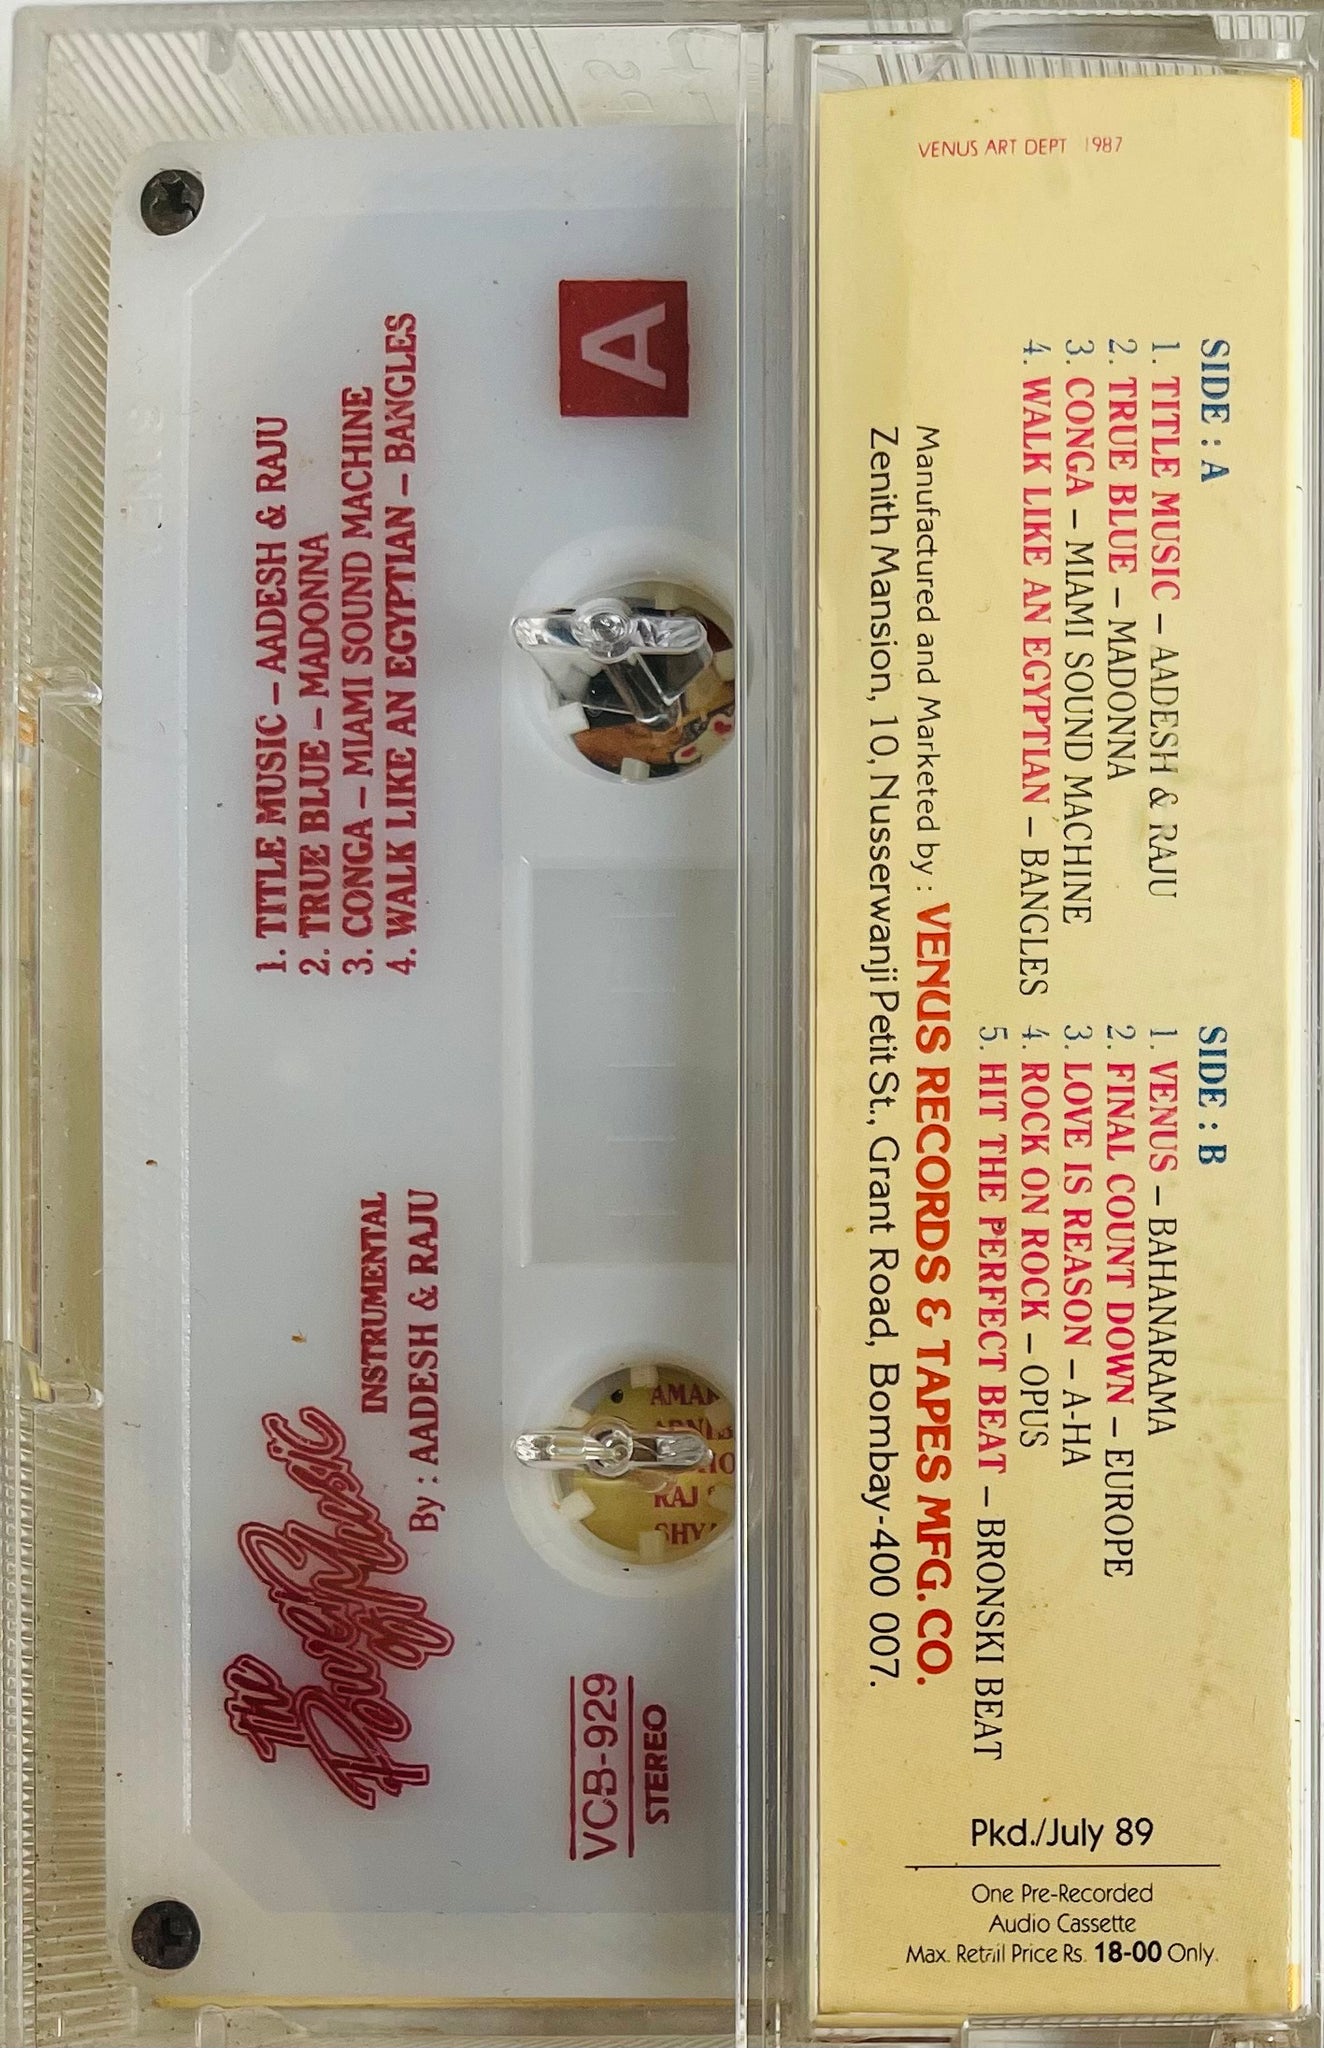 A
1. TITLE MUSIC – AADESH & RAJU
2. TRUE BLUE – MADONNA
3. CONGA – MIAMI SOUND MACHINE
4. WALK LIKE AN EGYPTIAN – BANGLES
The
Power
of Music
INSTRUMENTAL
By : AADESH & RAJU
VCB-929
STEREO
RAJ
VENUS ART DEPT 1987
SIDE : A
1. TITLE MUSIC – AADESH & RAJU
2. TRUE BLUE – MADONNA
3. CONGA – MIAMI SOUND MACHINE
4. WALK LIKE AN EGYPTIAN – BANGLES
SIDE : B
1. VENUS – BAHANARAMA
2. FINAL COUNT DOWN – EUROPE
3. LOVE IS REASON – A-HA
4. ROCK ON ROCK – OPUS
5. HIT THE PERFECT BEAT – BRONSKI BEAT
Manufactured and Marketed by : VENUS RECORDS & TAPES MFG. CO.
Zenith Mansion, 10, Nusserwanji Petit St., Grant Road, Bombay-400 007.
Pkd./July 89
One Pre-Recorded
Audio Cassette
Max. Retail Price Rs. 18-00 Only.